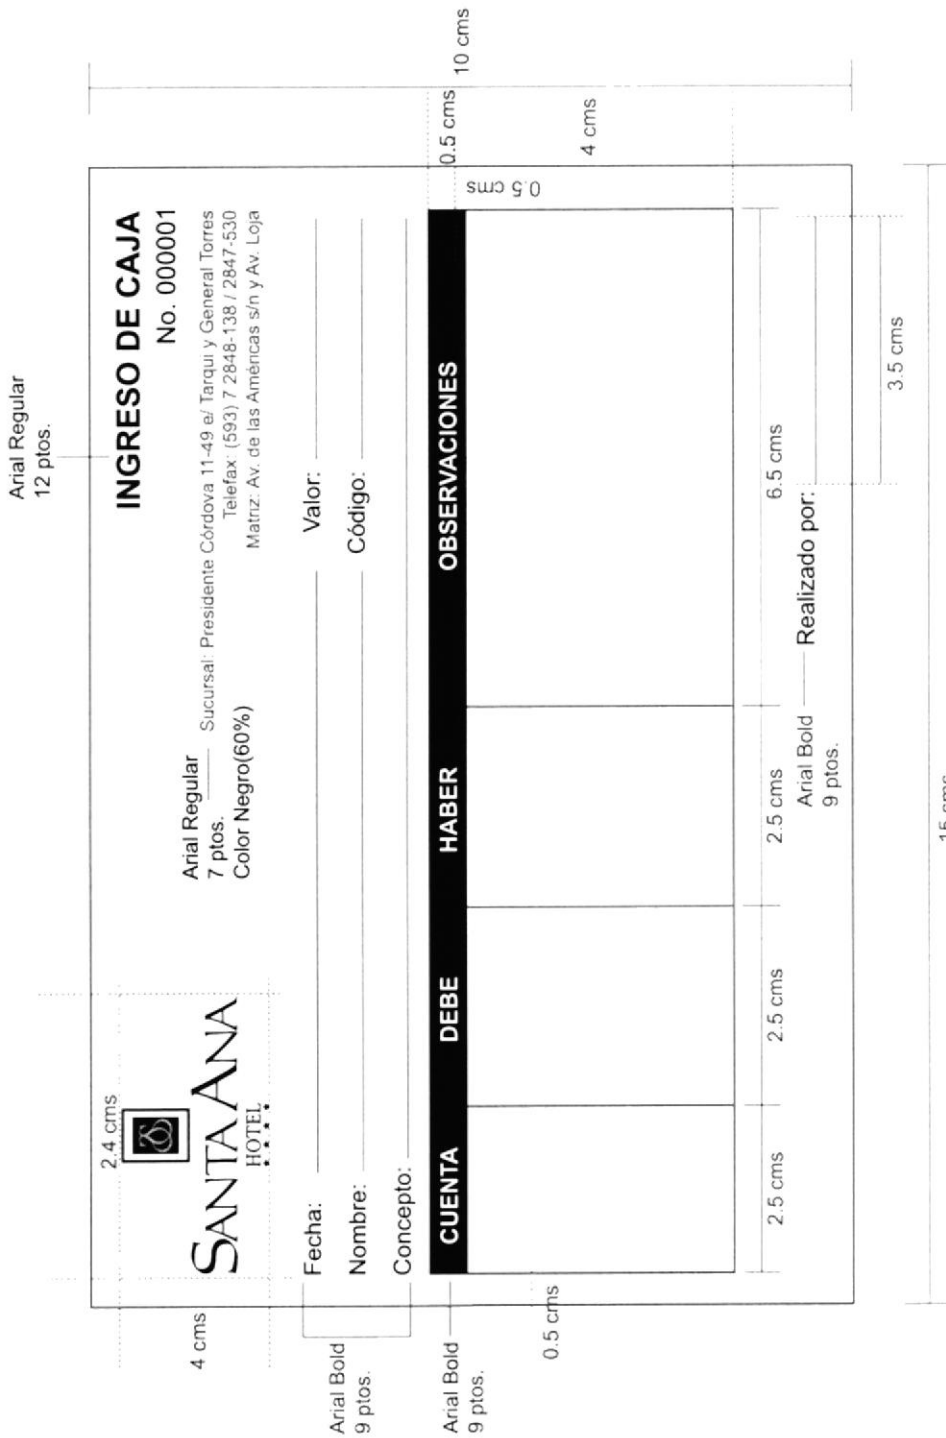 Arial Regular
12 ptos.
10 cms
INGRESO DE CAJA
No. 000001
Arial Regular
7 ptos.
Color Negro(60%)
Sucursal: Presidente Córdova 11-49 e/ Tarqui y General Torres
Telefax: (593) 7 2848-138 / 2847-530
Matriz: Av. de las Américas s/n y Av. Loja
2.4 cms
4 cms
SANTA ANA
HOTEL
★ ★ ★ ★
Fecha:
Valor:
Nombre:
Código:
Concepto:
Arial Bold
9 ptos.
0.5 cms
CUENTA DEBE HABER OBSERVACIONES
Arial Bold
9 ptos.
0.5 cms
0.5 cms
4 cms
2.5 cms
2.5 cms
2.5 cms
6.5 cms
Arial Bold
9 ptos.
Realizado por:
3.5 cms
15 cms